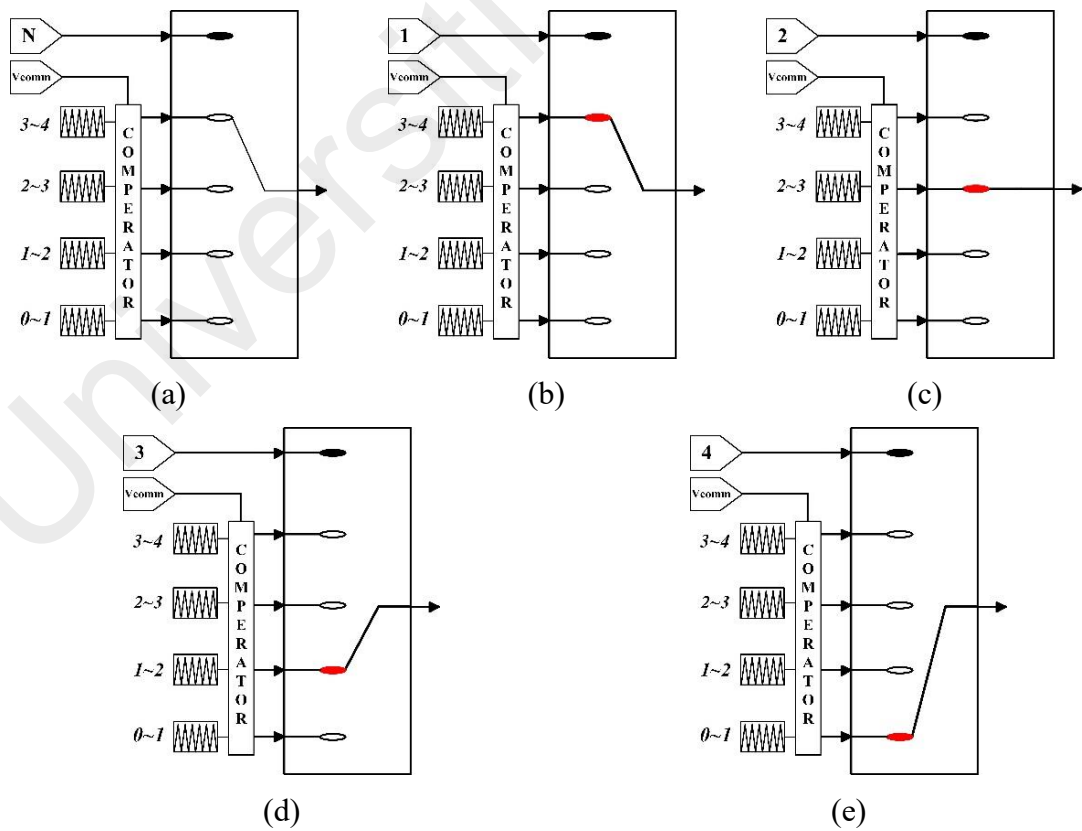 N
Vcomm
3~4
2~3
1~2
0~1
COMPERATOR
(a)
1
Vcomm
3~4
2~3
1~2
0~1
COMPERATOR
(b)
2
Vcomm
3~4
2~3
1~2
0~1
COMPERATOR
(c)
3
Vcomm
3~4
2~3
1~2
0~1
COMPERATOR
(d)
4
Vcomm
3~4
2~3
1~2
0~1
COMPERATOR
(e)
Universiti